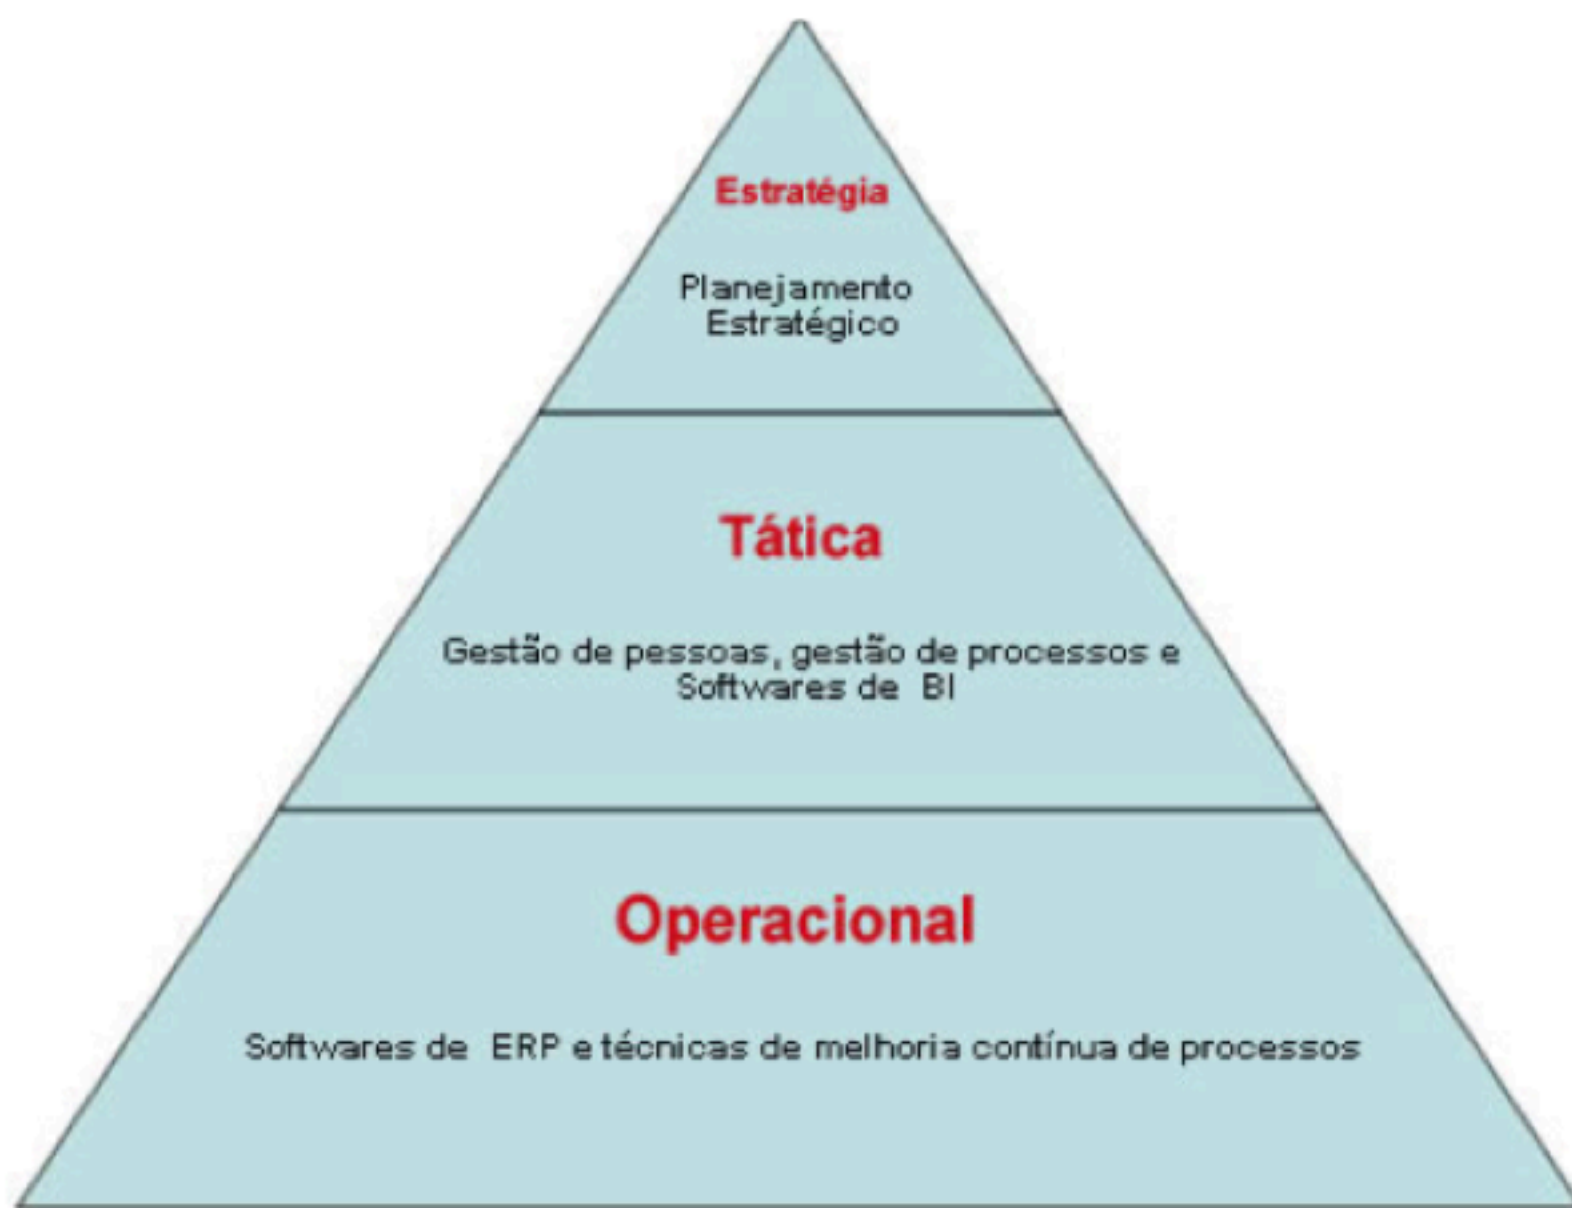 Estratégia
Planejamento
Estratégico
Tática
Gestão de pessoas, gestão de processos e
Softwares de BI
Operacional
Softwares de ERP e técnicas de melhoria contínua de processos